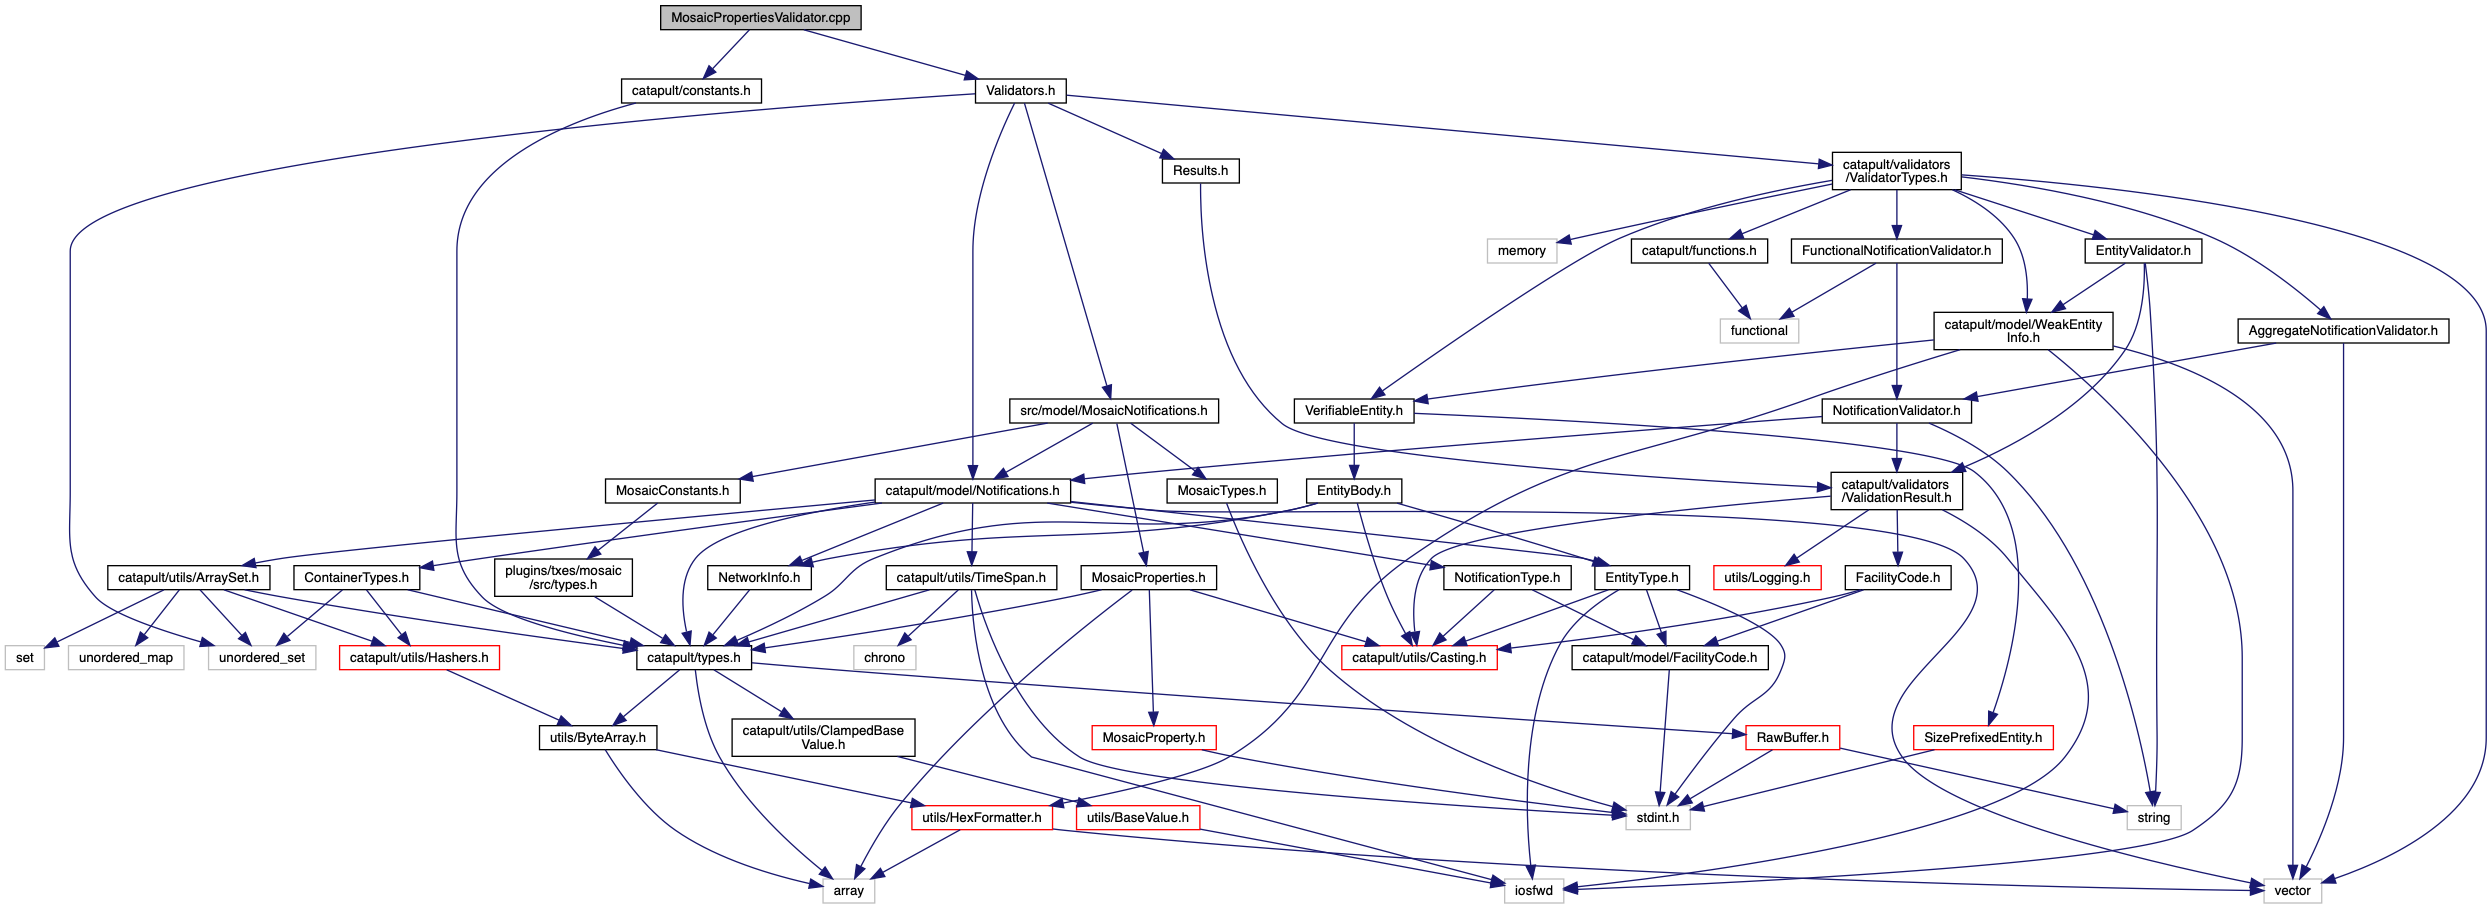 MosaicPropertiesValidator.cpp
catapult/constants.h
Validators.h
Results.h
catapult/validators
/ValidatorTypes.h
memory
catapult/functions.h
FunctionalNotificationValidator.h
EntityValidator.h
functional
catapult/model/WeakEntity
Info.h
AggregateNotificationValidator.h
src/model/MosaicNotifications.h
VerifiableEntity.h
NotificationValidator.h
MosaicConstants.h
catapult/model/Notifications.h
MosaicTypes.h
EntityBody.h
catapult/validators
/ValidationResult.h
catapult/utils/ArraySet.h
ContainerTypes.h
plugins/txes/mosaic
/src/types.h
NetworkInfo.h
catapult/utils/TimeSpan.h
MosaicProperties.h
NotificationType.h
EntityType.h
utils/Logging.h
FacilityCode.h
set
unordered_map
unordered_set
catapult/utils/Hashers.h
catapult/types.h
chrono
catapult/utils/Casting.h
catapult/model/FacilityCode.h
utils/ByteArray.h
catapult/utils/ClampedBase
Value.h
MosaicProperty.h
RawBuffer.h
SizePrefixedEntity.h
utils/HexFormatter.h
utils/BaseValue.h
stdint.h
string
array
iosfwd
vector